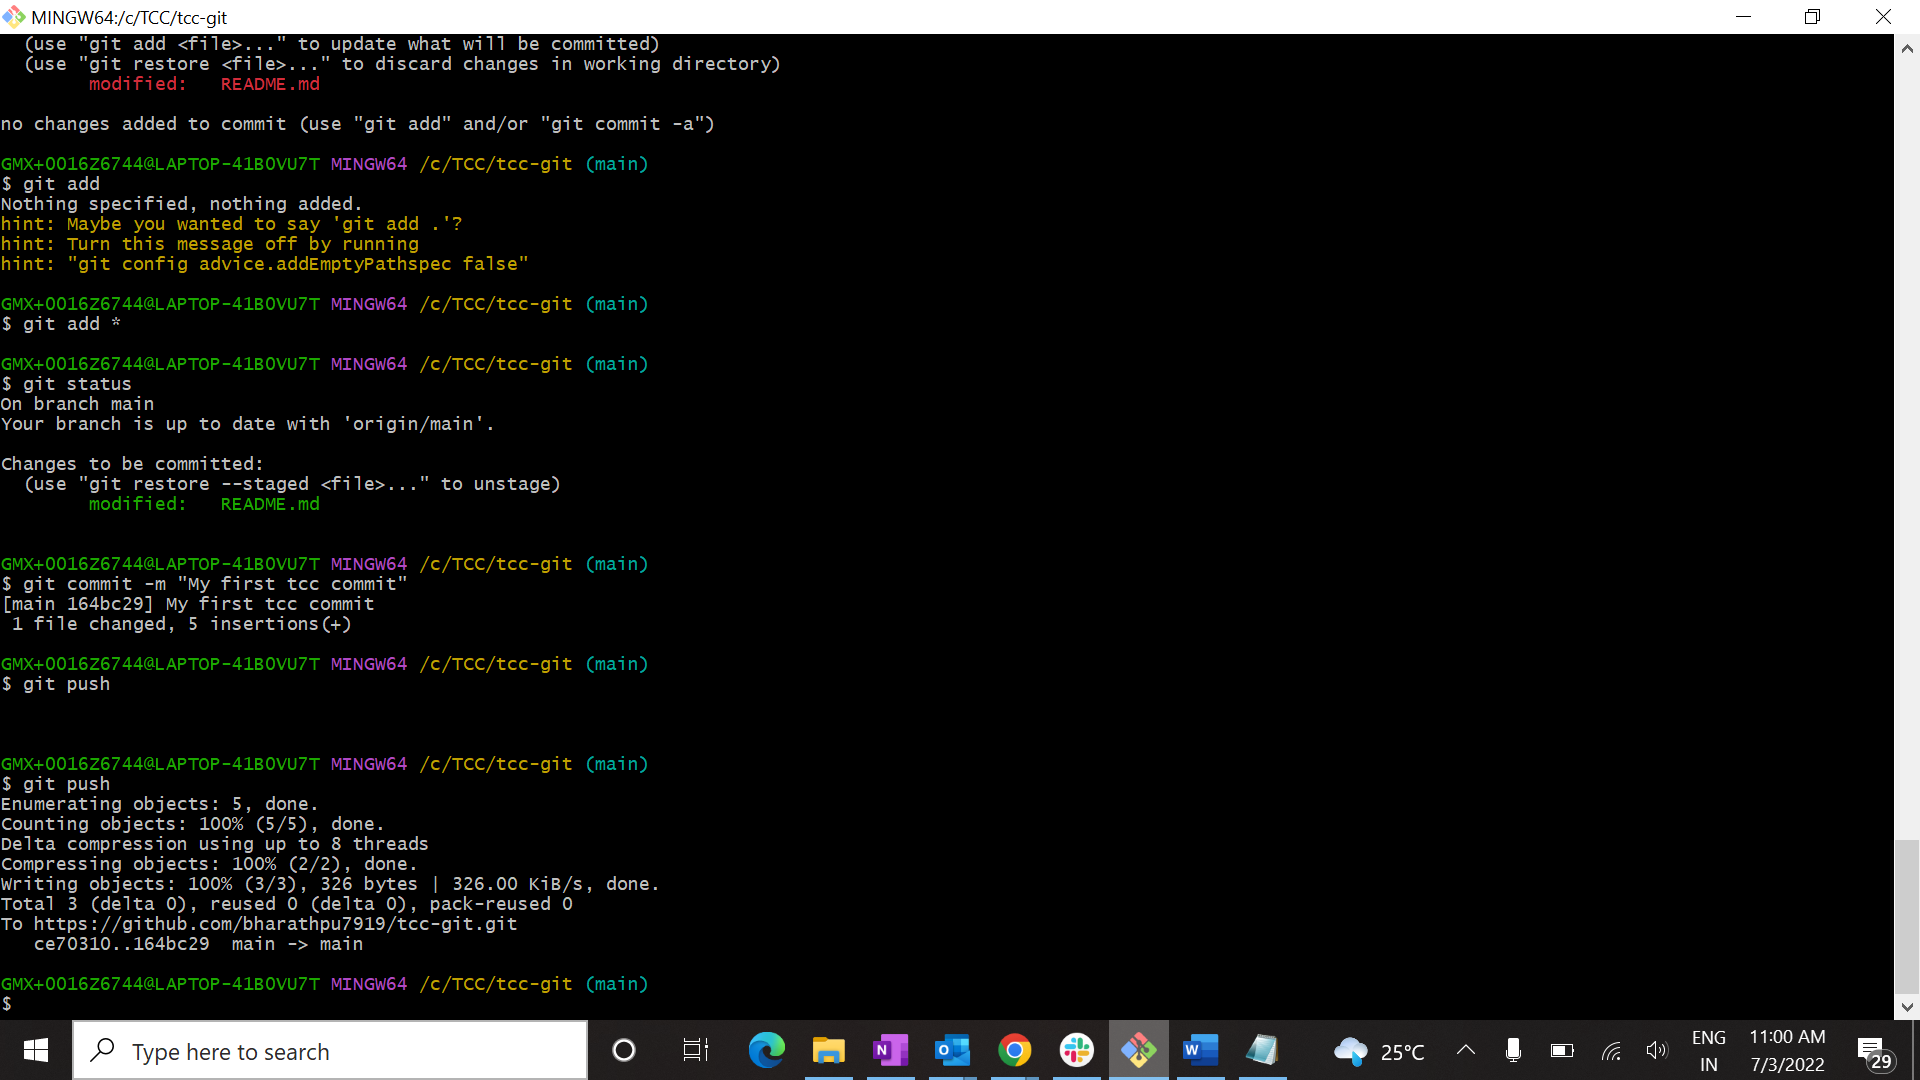 MINGW64:/c/TCC/tcc-git
(use "git add <file>..." to update what will be committed)
(use "git restore <file>..." to discard changes in working directory)
modified:   README.md
no changes added to commit (use "git add" and/or "git commit -a")
GMX+0016Z6744@LAPTOP-41B0VU7T MINGW64 /c/TCC/tcc-git (main)
$ git add
Nothing specified, nothing added.
hint: Maybe you wanted to say 'git add .'?
hint: Turn this message off by running
hint: "git config advice.addEmptyPathspec false"
GMX+0016Z6744@LAPTOP-41B0VU7T MINGW64 /c/TCC/tcc-git (main)
$ git add *
GMX+0016Z6744@LAPTOP-41B0VU7T MINGW64 /c/TCC/tcc-git (main)
$ git status
On branch main
Your branch is up to date with 'origin/main'.
Changes to be committed:
(use "git restore --staged <file>..." to unstage)
modified:   README.md
GMX+0016Z6744@LAPTOP-41B0VU7T MINGW64 /c/TCC/tcc-git (main)
$ git commit -m "My first tcc commit"
[main 164bc29] My first tcc commit
1 file changed, 5 insertions(+)
GMX+0016Z6744@LAPTOP-41B0VU7T MINGW64 /c/TCC/tcc-git (main)
$ git push
GMX+0016Z6744@LAPTOP-41B0VU7T MINGW64 /c/TCC/tcc-git (main)
$ git push
Enumerating objects: 5, done.
Counting objects: 100% (5/5), done.
Delta compression using up to 8 threads
Compressing objects: 100% (2/2), done.
Writing objects: 100% (3/3), 326 bytes | 326.00 KiB/s, done.
Total 3 (delta 0), reused 0 (delta 0), pack-reused 0
To https://github.com/bharathpu7919/tcc-git.git
ce70310..164bc29  main -> main
GMX+0016Z6744@LAPTOP-41B0VU7T MINGW64 /c/TCC/tcc-git (main)
$
Type here to search
N
O
W
25°C
ENG
IN
11:00 AM
7/3/2022
29